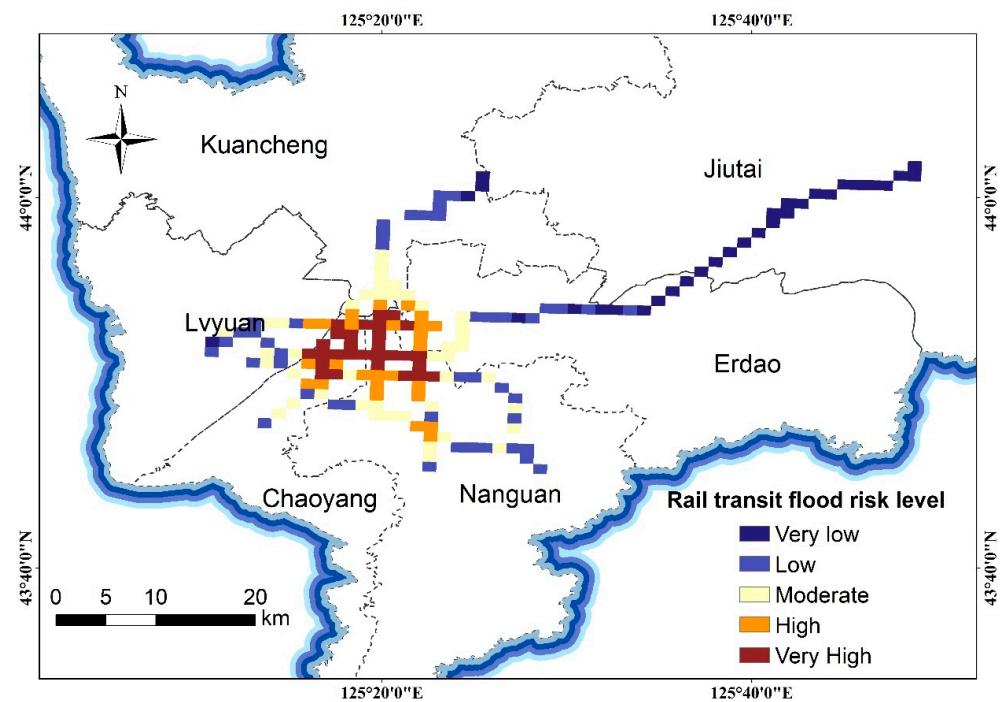 125°20'0"E
125°40'0"E
N
Kuancheng
Jiutai
44°0'0"N
44°0'0"N
Lvyuan
Erdao
Chaoyang
Nanguan
Rail transit flood risk level
Very low
Low
Moderate
High
Very High
43°40'0"N
43°40'0"N
0 5 10 20
km
125°20'0"E
125°40'0"E